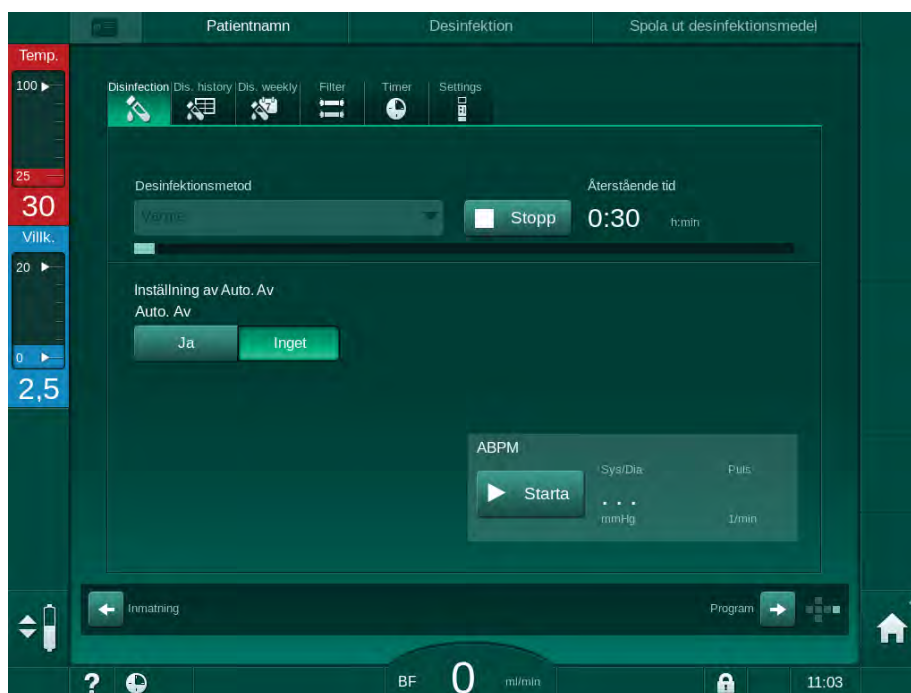 Patientnamn Desinfektion Spola ut desinfektionsmedel
Temp.
100
25
30
Villk.
20
0
2,5
Disinfection Dis. history Dis. weekly Filter Timer Settings
Desinfektionsmetod
Värme
Stopp
Återstående tid
0:30 h:min
Inställning av Auto. Av
Auto. Av
Ja Inget
ABPM
Starta
Sys/Dia Puls
. . .
mmHg 1/min
Inmatning Program
? BF 0 ml/min 11:03